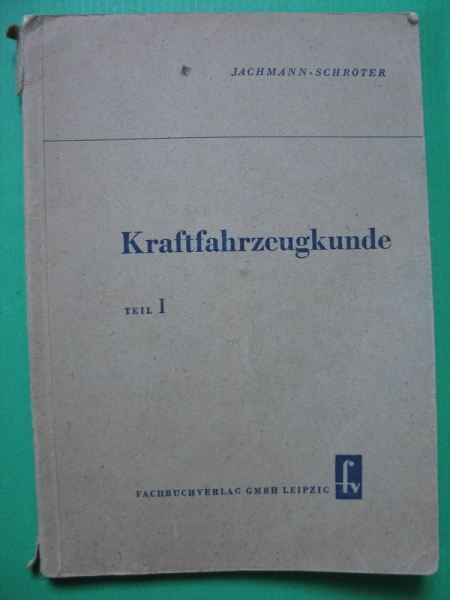 JACHMANN-SCHRÖTER
Kraftfahrzeugkunde
TEIL I
FACHBUCHVERLAG GMBH LEIPZIG fv